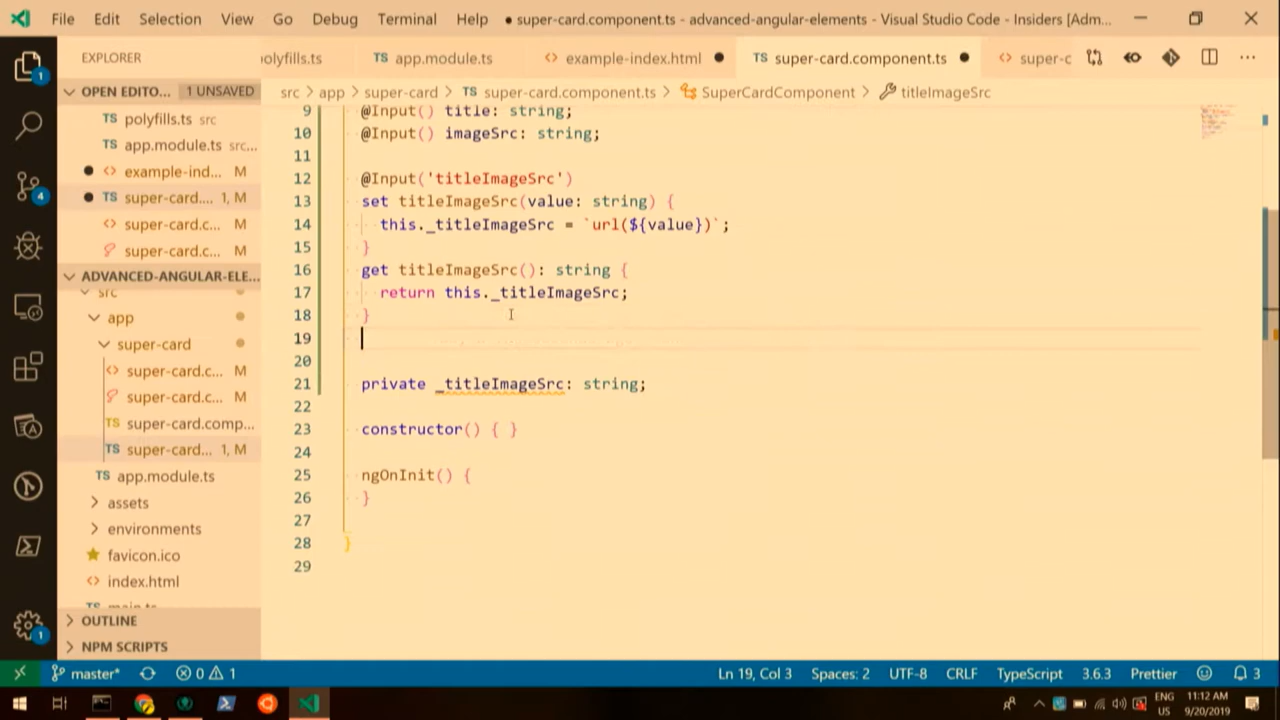 File Edit Selection View Go Debug Terminal Help ● super-card.component.ts - advanced-angular-elements - Visual Studio Code - Insiders [Adm...
EXPLORER
olyfills.ts TS app.module.ts <> example-index.html ● TS super-card.component.ts ● <> super-c ...
OPEN EDITO... 1 UNSAVED
src > app > super-card > TS super-card.component.ts > SuperCardComponent > titleImageSrc
polyfills.ts src
TS app.module.ts src...
● <> example-ind... M
● TS super-card.... 1, M
<> super-card.c... M
super-card.c... M
ADVANCED-ANGULAR-ELE...
src
app
super-card
<> super-card.c... M
super-card.c... M
TS super-card.comp...
TS super-card... 1, M
TS app.module.ts
assets
environments
favicon.ico
<> index.html
TS main.ts
OUTLINE
NPM SCRIPTS
9 @Input() title: string;
10 @Input() imageSrc: string;
11
12 @Input('titleImageSrc')
13 set titleImageSrc(value: string) {
14 this._titleImageSrc = `url(${value})`;
15 }
16 get titleImageSrc(): string {
17 return this._titleImageSrc;
18 }
19
20
21 private _titleImageSrc: string;
22
23 constructor() { }
24
25 ngOnInit() {
26 }
27
28 }
29
1
4
1
master* 0 1 Ln 19, Col 3 Spaces: 2 UTF-8 CRLF TypeScript 3.6.3 Prettier 3
ENG
US
11:12 AM
9/20/2019